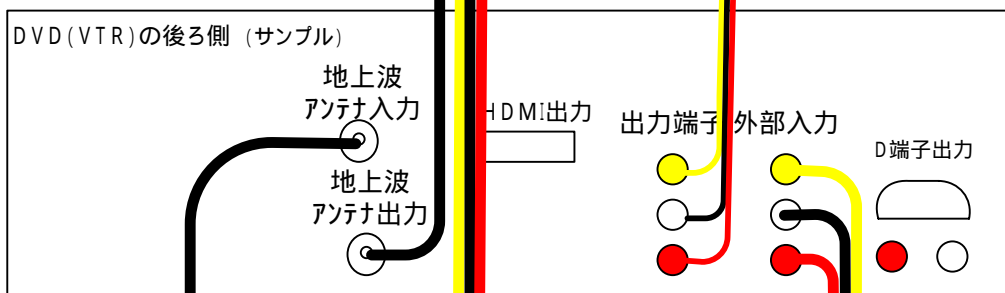 DVD(VTR)の後ろ側 (サンプル)
地上波
アンテナ入力
HDMI出力
出力端子
外部入力
D端子出力
地上波
アンテナ出力